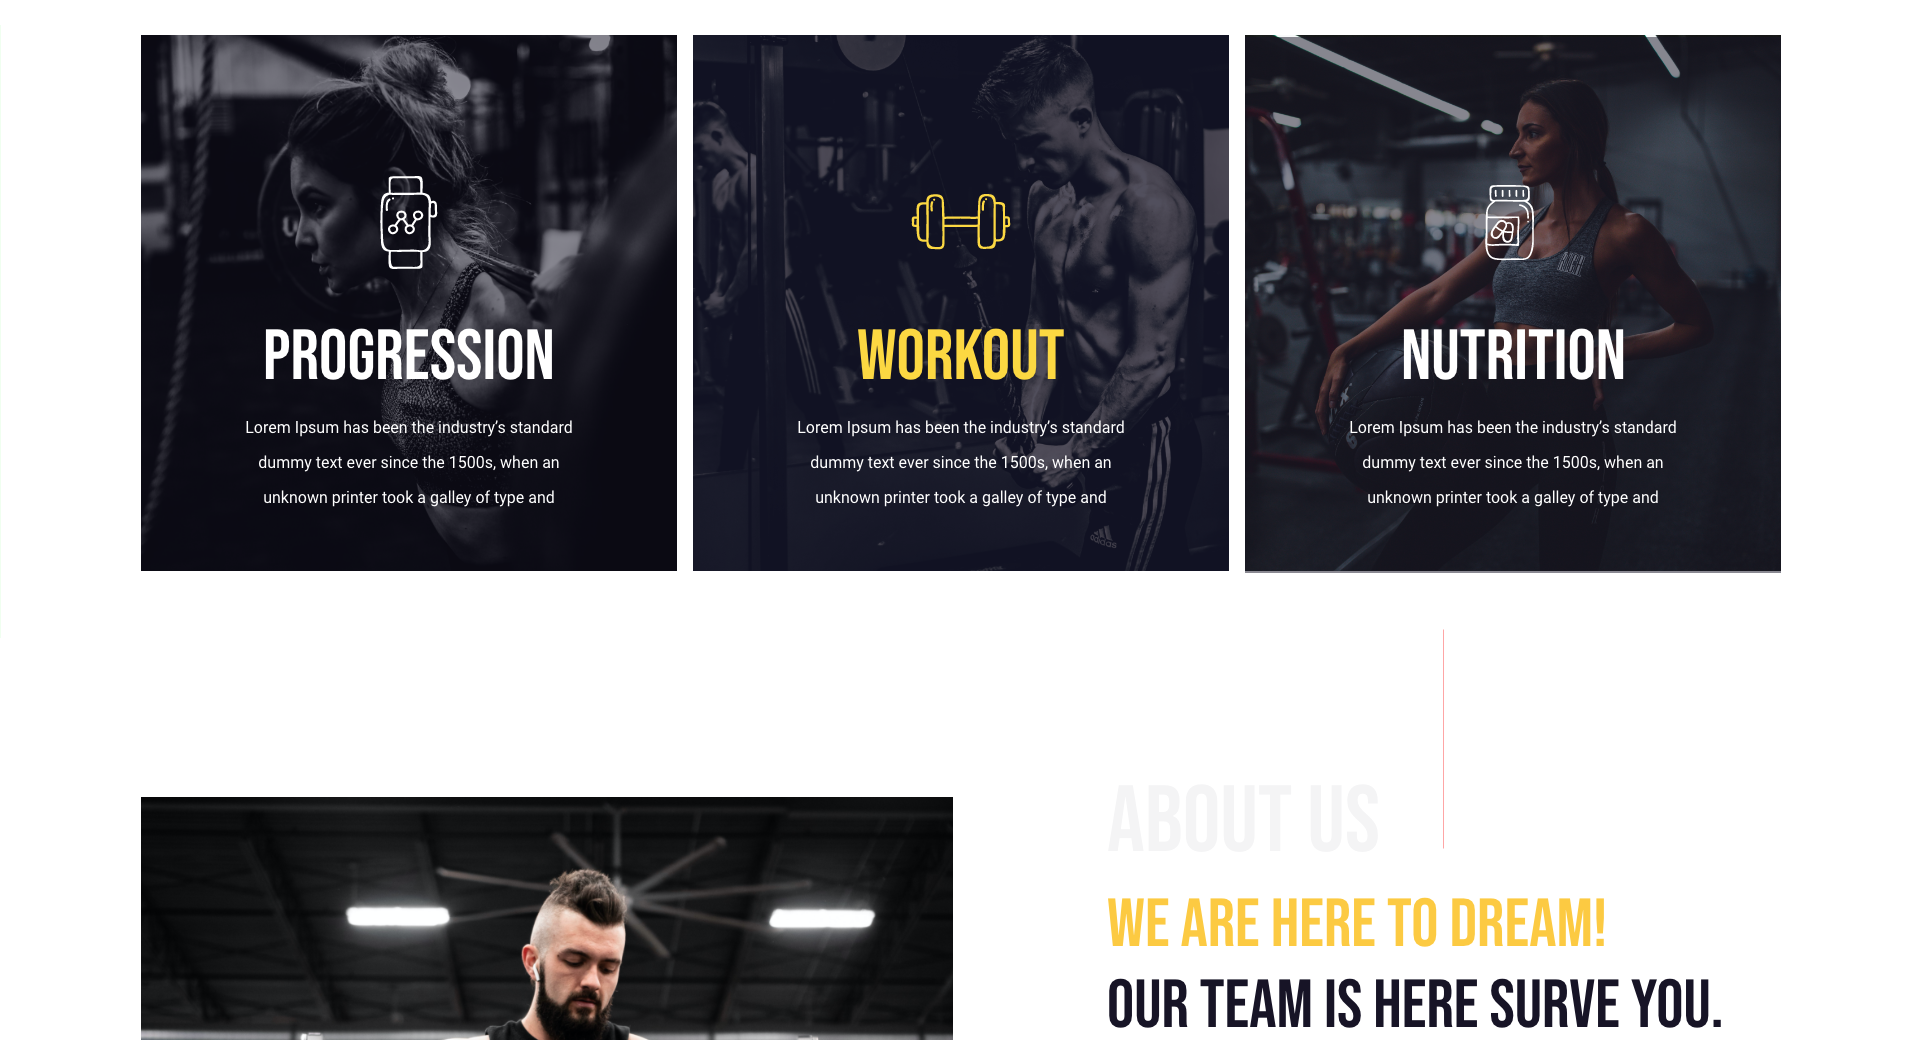 PROGRESSION
Lorem Ipsum has been the industry's standard
dummy text ever since the 1500s, when an
unknown printer took a galley of type and
WORKOUT
Lorem Ipsum has been the industry's standard
dummy text ever since the 1500s, when an
unknown printer took a galley of type and
adidas
NUTRITION
Lorem Ipsum has been the industry's standard
dummy text ever since the 1500s, when an
unknown printer took a galley of type and
ABOUT US
WE ARE HERE TO DREAM!
OUR TEAM IS HERE SURVE YOU.